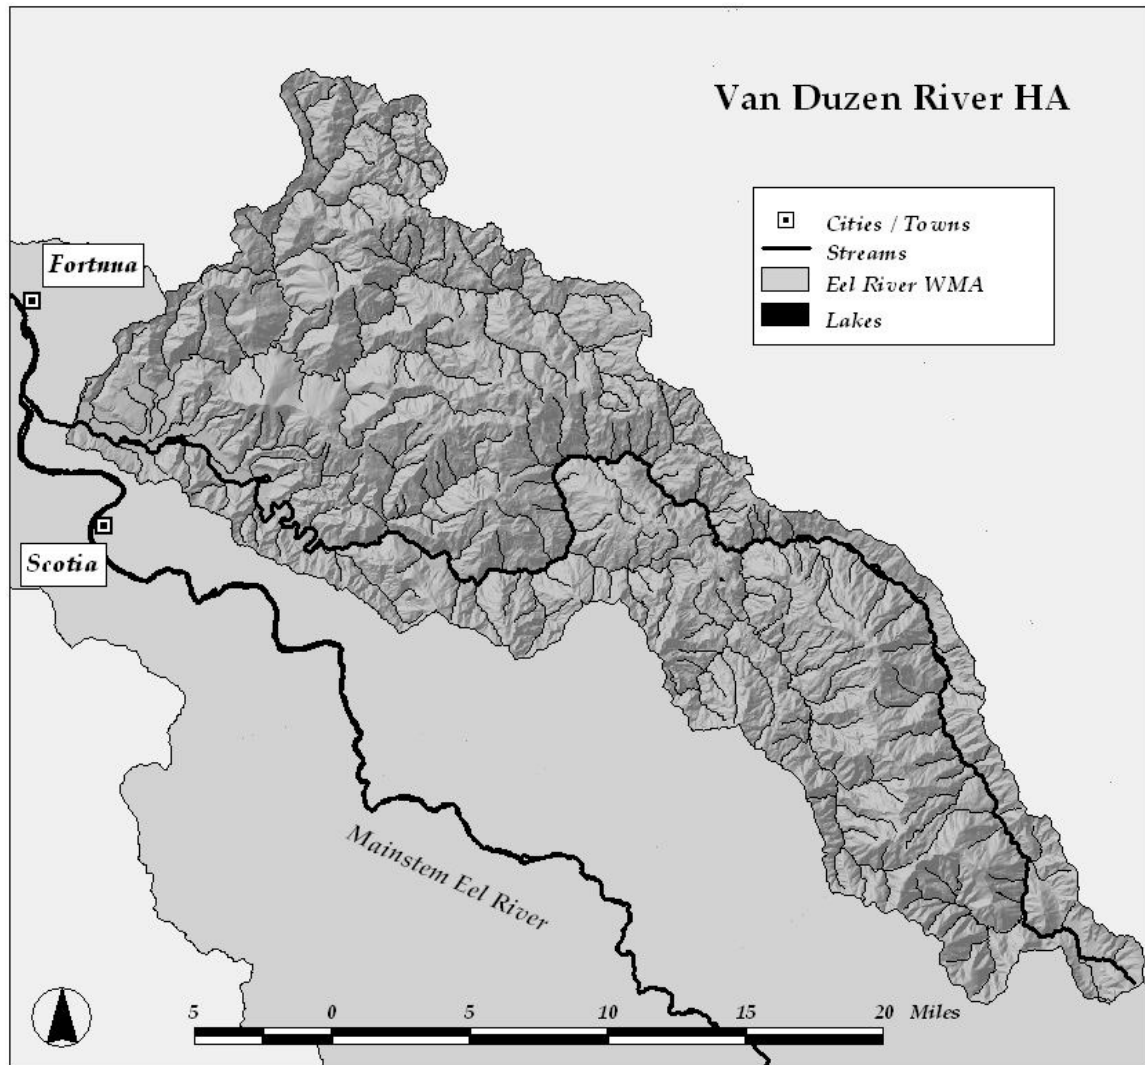 Van Duzen River HA
Cities / Towns
Streams
Eel River WMA
Lakes
Fortuna
Scotia
Mainstem Eel River
5 0 5 10 15 20 Miles